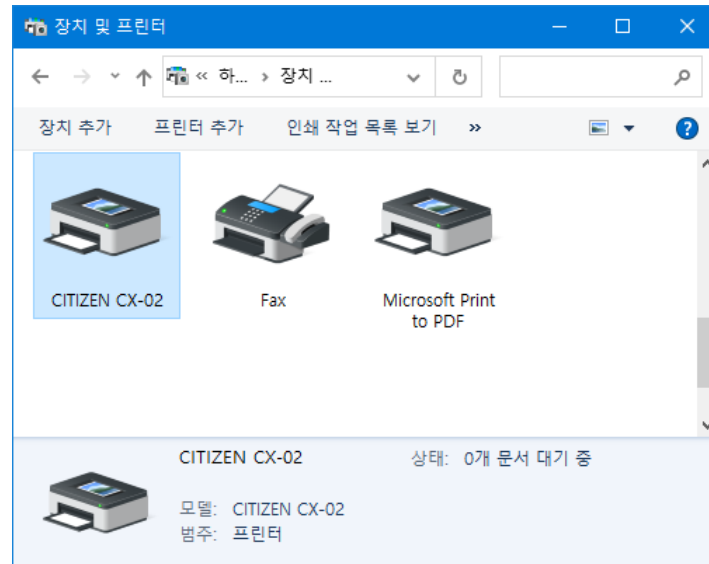 장치 및 프린터
« 하... › 장치 ...
장치 추가 프린터 추가 인쇄 작업 목록 보기 »
CITIZEN CX-02
Fax
Microsoft Print
to PDF
CITIZEN CX-02 상태: 0개 문서 대기 중
모델: CITIZEN CX-02
범주: 프린터